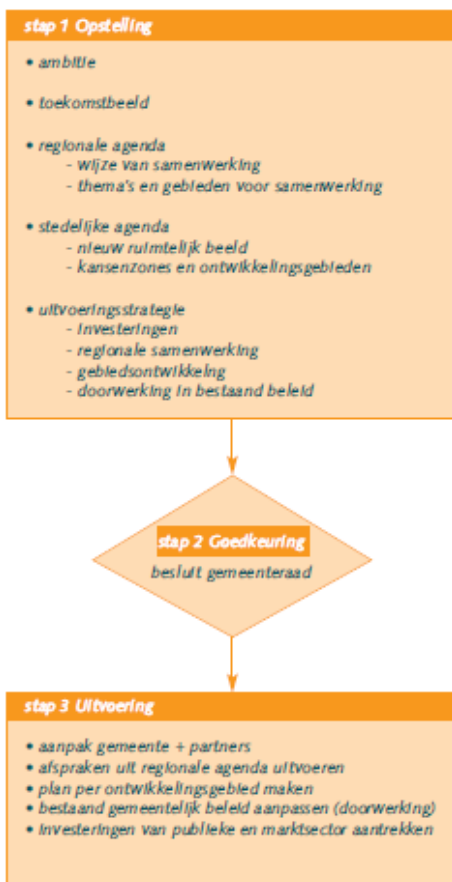 stap 1 Opstelling
• ambitie
• toekomstbeeld
• regionale agenda
- wijze van samenwerking
- thema's en gebieden voor samenwerking
• stedelijke agenda
- nieuw ruimtelijk beeld
- kansenzones en ontwikkelingsgebieden
• uitvoeringsstrategie
- investeringen
- regionale samenwerking
- gebiedsontwikkelng
- doorwerking in bestaand beleid
stap 2 Goedkeuring
besluit gemeenteraad
stap 3 Uitvoering
• aanpak gemeente + partners
• afspraken uit regionale agenda uitvoeren
• plan per ontwikkelingsgebied maken
• bestaand gemeentelijk beleid aanpassen (doorwerking)
• investeringen van publieke en marktsector aantrekken